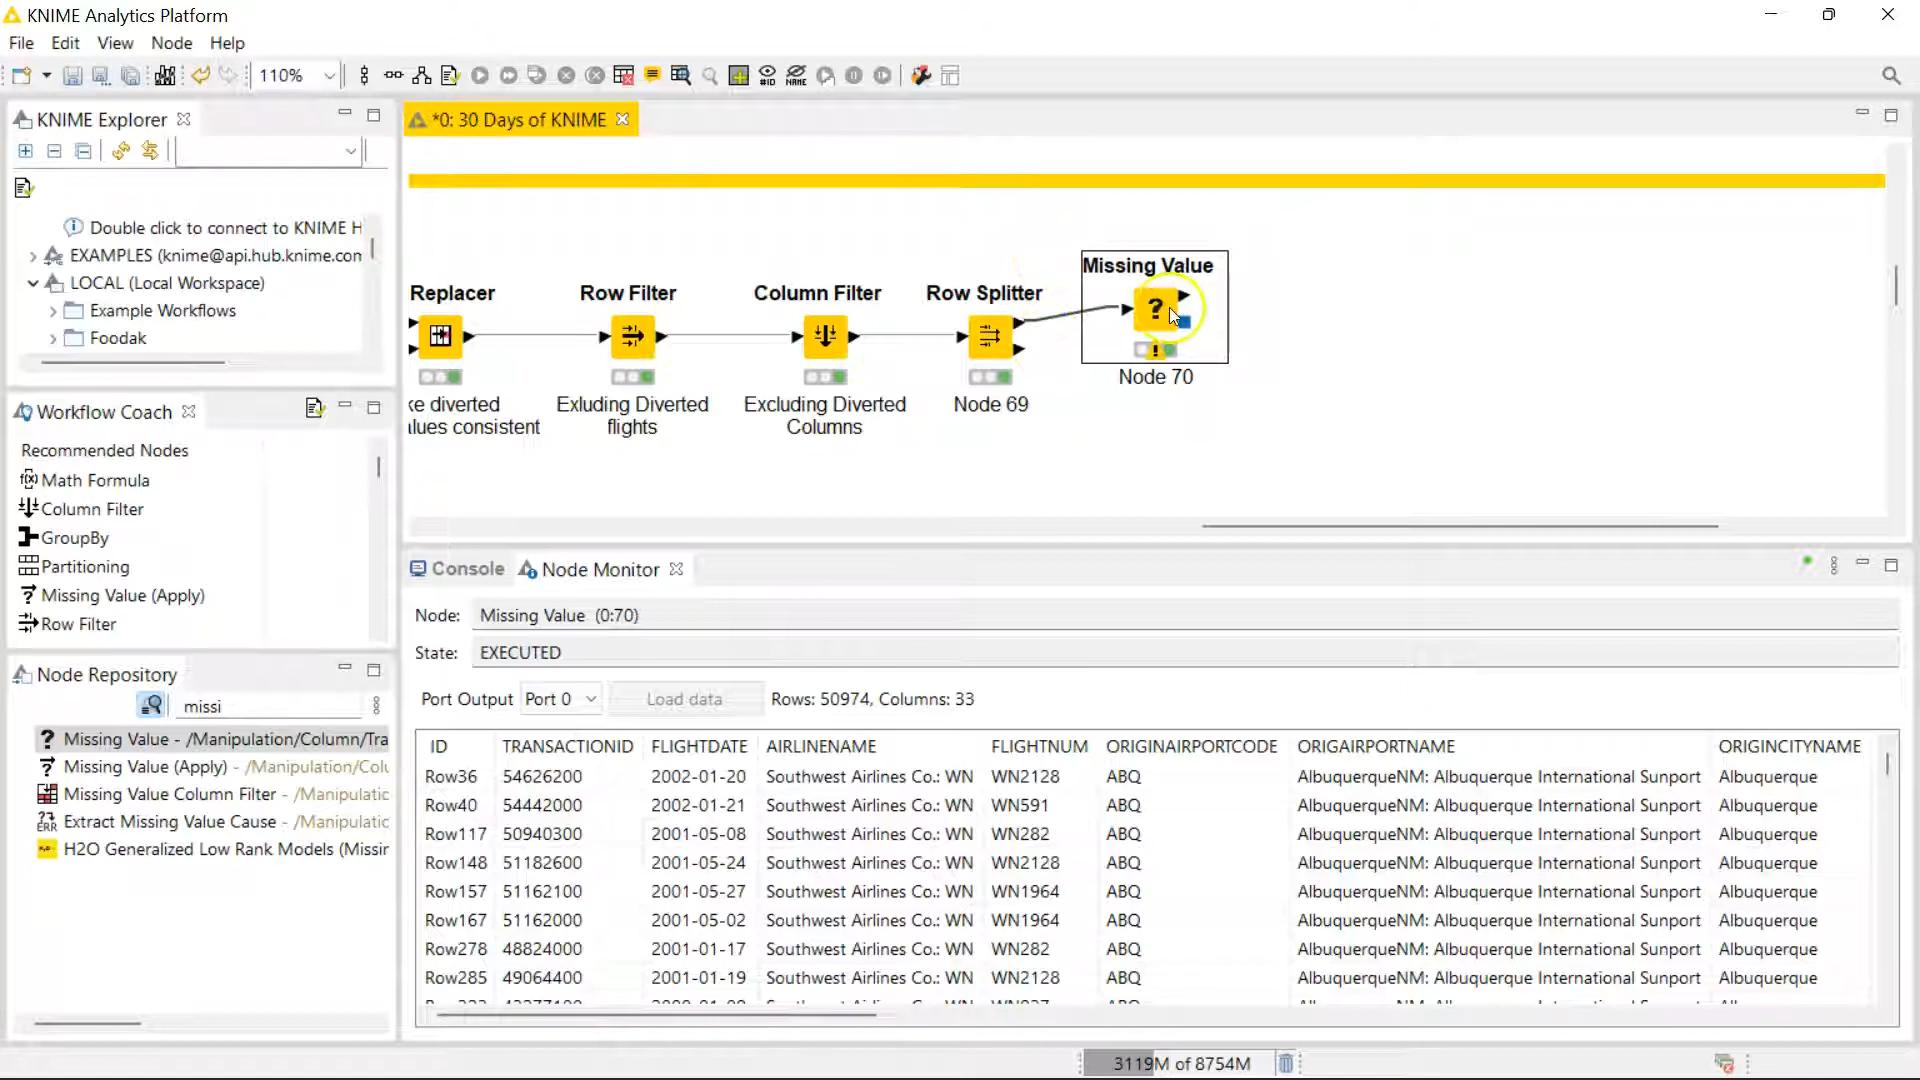 KNIME Analytics Platform
File Edit View Node Help
110% #ID NAME
KNIME Explorer
Double click to connect to KNIME H
EXAMPLES (knime@api.hub.knime.com
LOCAL (Local Workspace)
Example Workflows
Foodak
Workflow Coach
Recommended Nodes
Math Formula
Column Filter
GroupBy
Partitioning
Missing Value (Apply)
Row Filter
Node Repository
missi
Missing Value - /Manipulation/Column/Tra
Missing Value (Apply) - /Manipulation/Colu
Missing Value Column Filter - /Manipulatic
Extract Missing Value Cause - /Manipulatic
H2O Generalized Low Rank Models (Missir
*0: 30 Days of KNIME
Missing Value
Replacer Row Filter Column Filter Row Splitter
Node 70
ke diverted Exluding Diverted Excluding Diverted Node 69
lues consistent flights Columns
Console Node Monitor
Node: Missing Value (0:70)
State: EXECUTED
Port Output Port 0 Load data Rows: 50974, Columns: 33
ID TRANSACTIONID FLIGHTDATE AIRLINENAME FLIGHTNUM ORIGINAIRPORTCODE ORIGAIRPORTNAME ORIGINCITYNAME
Row36 54626200 2002-01-20 Southwest Airlines Co.: WN WN2128 ABQ AlbuquerqueNM: Albuquerque International Sunport Albuquerque
Row40 54442000 2002-01-21 Southwest Airlines Co.: WN WN591 ABQ AlbuquerqueNM: Albuquerque International Sunport Albuquerque
Row117 50940300 2001-05-08 Southwest Airlines Co.: WN WN282 ABQ AlbuquerqueNM: Albuquerque International Sunport Albuquerque
Row148 51182600 2001-05-24 Southwest Airlines Co.: WN WN2128 ABQ AlbuquerqueNM: Albuquerque International Sunport Albuquerque
Row157 51162100 2001-05-27 Southwest Airlines Co.: WN WN1964 ABQ AlbuquerqueNM: Albuquerque International Sunport Albuquerque
Row167 51162000 2001-05-02 Southwest Airlines Co.: WN WN1964 ABQ AlbuquerqueNM: Albuquerque International Sunport Albuquerque
Row278 48824000 2001-01-17 Southwest Airlines Co.: WN WN282 ABQ AlbuquerqueNM: Albuquerque International Sunport Albuquerque
Row285 49064400 2001-01-19 Southwest Airlines Co.: WN WN2128 ABQ AlbuquerqueNM: Albuquerque International Sunport Albuquerque
3119M of 8754M